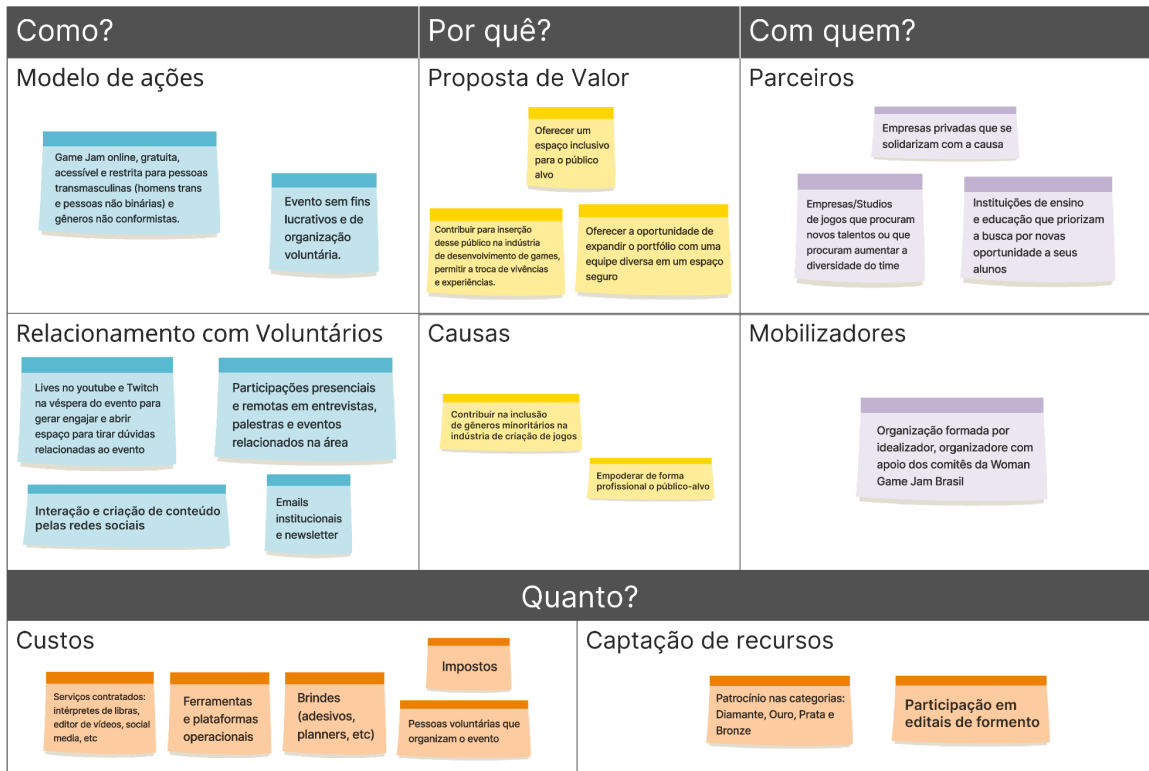 Como?
Modelo de ações
Game Jam online, gratuita,
acessível e restrita para pessoas
transmasculinas (homens trans
e pessoas não binárias) e
gêneros não conformistas.
Evento sem fins
lucrativos e de
organização
voluntária.
Por quê?
Proposta de Valor
Oferecer um
espaço inclusivo
para o público
alvo
Contribuir para inserção
desse público na indústria
de desenvolvimento de games,
permitir a troca de vivências
e experiências.
Oferecer a oportunidade de
expandir o portfólio com uma
equipe diversa em um espaço
seguro
Com quem?
Parceiros
Empresas privadas que se
solidarizam com a causa
Empresas/Studios
de jogos que procuram
novos talentos ou que
procuram aumentar a
diversidade do time
Instituições de ensino
e educação que priorizam
a busca por novas
oportunidade a seus
alunos
Relacionamento com Voluntários
Lives no youtube e Twitch
na véspera do evento para
gerar engajar e abrir
espaço para tirar dúvidas
relacionadas ao evento
Participações presenciais
e remotas em entrevistas,
palestras e eventos
relacionados na área
Interação e criação de conteúdo
pelas redes sociais
Emails
institucionais
e newsletter
Causas
Contribuir na inclusão
de gêneros minoritários na
indústria de criação de jogos
Empoderar de forma
profissional o público-alvo
Mobilizadores
Organização formada por
idealizador, organizadore com
apoio dos comitês da Woman
Game Jam Brasil
Quanto?
Custos
Serviços contratados:
intérpretes de libras,
editor de vídeos, social
media, etc
Ferramentas
e plataformas
operacionais
Brindes
(adesivos,
planners, etc)
Impostos
Pessoas voluntárias que
organizam o evento
Captação de recursos
Patrocínio nas categorias:
Diamante, Ouro, Prata e
Bronze
Participação em
editais de formento